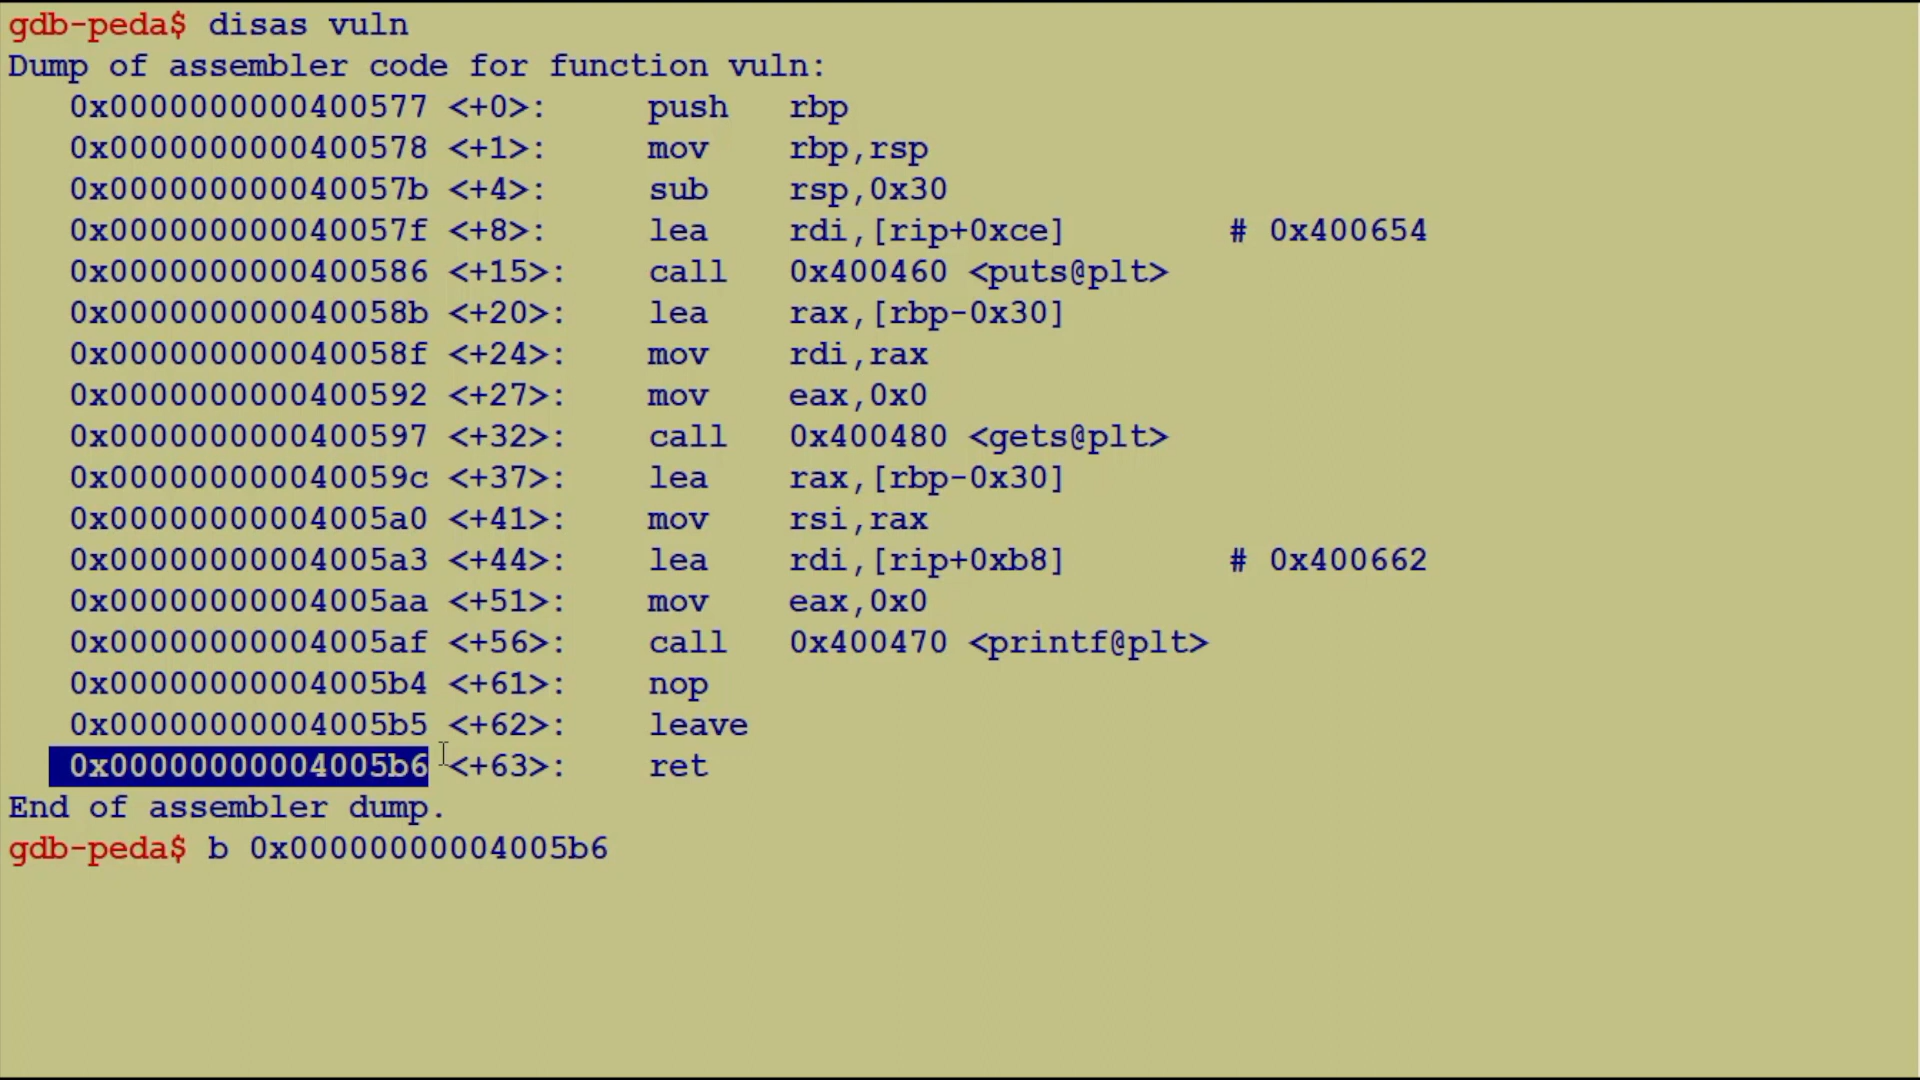 gdb-peda$ disas vuln
Dump of assembler code for function vuln:
   0x0000000000400577 <+0>:     push   rbp
   0x0000000000400578 <+1>:     mov    rbp,rsp
   0x000000000040057b <+4>:     sub    rsp,0x30
   0x000000000040057f <+8>:     lea    rdi,[rip+0xce]        # 0x400654
   0x0000000000400586 <+15>:    call   0x400460 <puts@plt>
   0x000000000040058b <+20>:    lea    rax,[rbp-0x30]
   0x000000000040058f <+24>:    mov    rdi,rax
   0x0000000000400592 <+27>:    mov    eax,0x0
   0x0000000000400597 <+32>:    call   0x400480 <gets@plt>
   0x000000000040059c <+37>:    lea    rax,[rbp-0x30]
   0x00000000004005a0 <+41>:    mov    rsi,rax
   0x00000000004005a3 <+44>:    lea    rdi,[rip+0xb8]        # 0x400662
   0x00000000004005aa <+51>:    mov    eax,0x0
   0x00000000004005af <+56>:    call   0x400470 <printf@plt>
   0x00000000004005b4 <+61>:    nop
   0x00000000004005b5 <+62>:    leave
   0x00000000004005b6 <+63>:    ret
End of assembler dump.
gdb-peda$ b 0x00000000004005b6